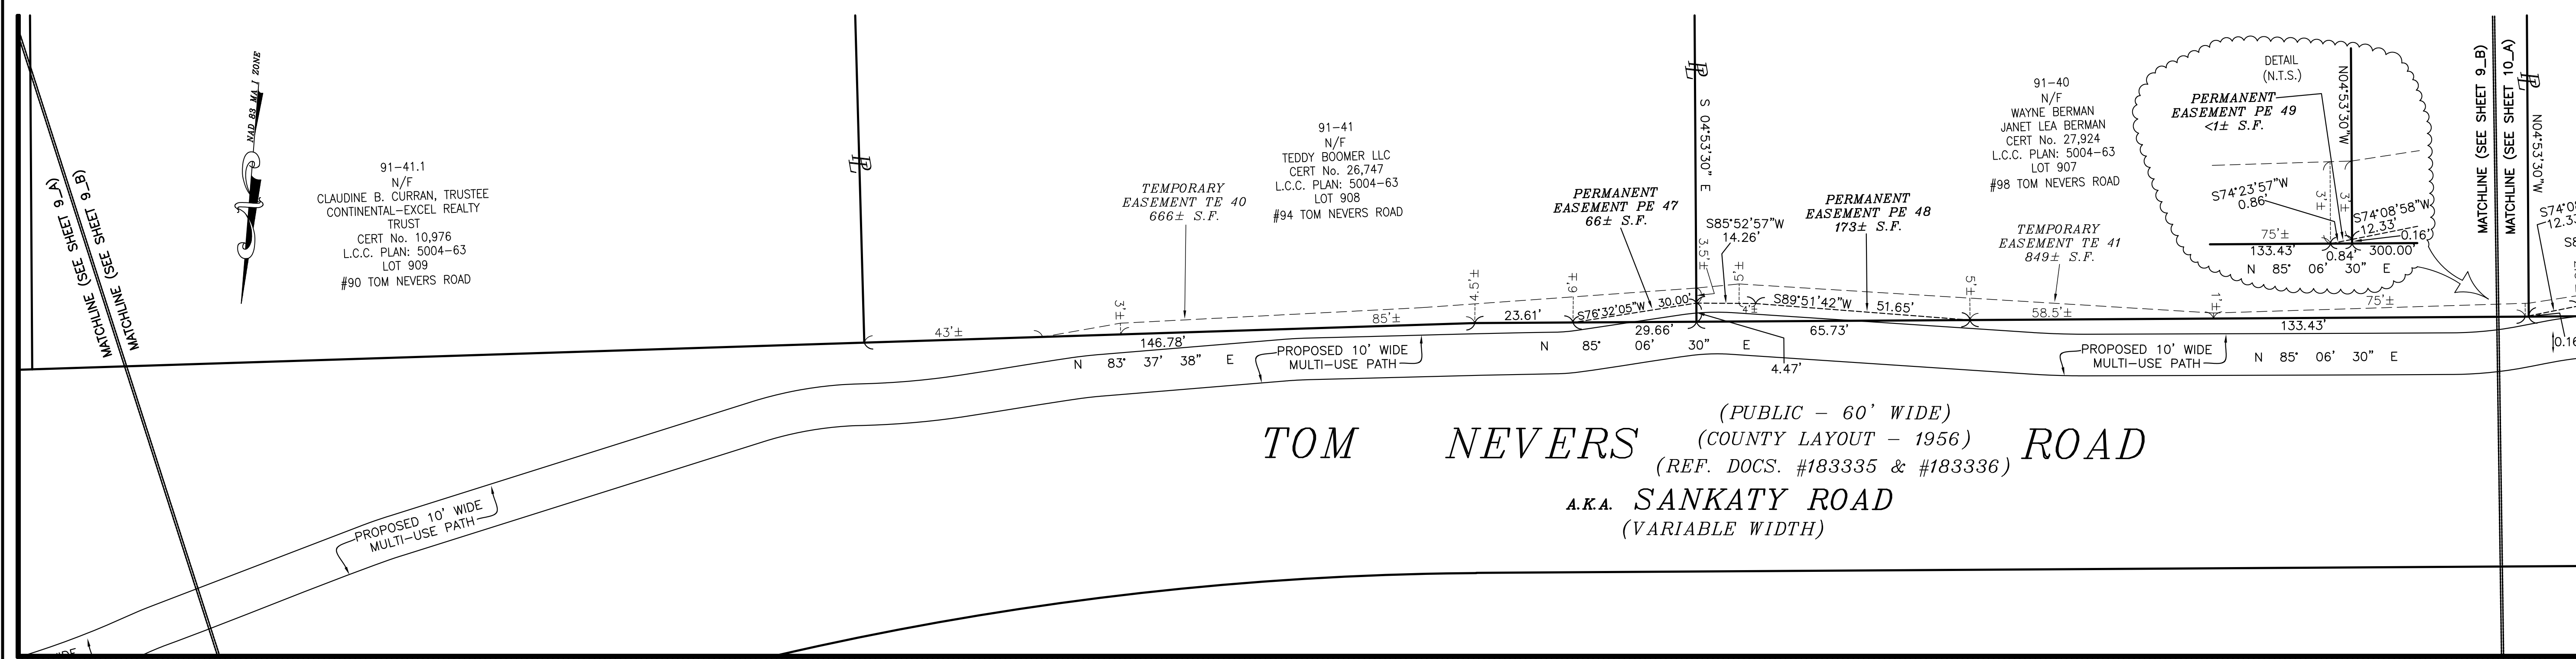 MATCHLINE (SEE SHEET 9_A)
MATCHLINE (SEE SHEET 9_B)
NAD 83 MA I ZONE
91-41.1
N/F
CLAUDINE B. CURRAN, TRUSTEE
CONTINENTAL-EXCEL REALTY
TRUST
CERT No. 10,976
L.C.C. PLAN: 5004-63
LOT 909
#90 TOM NEVERS ROAD
PL
43'±
3'±
TEMPORARY
EASEMENT TE 40
666± S.F.
91-41
N/F
TEDDY BOOMER LLC
CERT No. 26,747
L.C.C. PLAN: 5004-63
LOT 908
#94 TOM NEVERS ROAD
85'±
4.5'±
146.78'
N 83° 37' 38" E
PROPOSED 10' WIDE
MULTI-USE PATH
23.61'
9'±
PERMANENT
EASEMENT PE 47
66± S.F.
S76°32'05"W 30.00'
29.66'
N 85° 06' 30" E
PL
S 04°53'30" E
3.5'±
S85°52'57"W
14.26'
5'±
4'±
4.47'
PERMANENT
EASEMENT PE 48
173± S.F.
S89°51'42"W 51.65'
65.73'
5'±
TEMPORARY
EASEMENT TE 41
849± S.F.
58.5'±
1'±
91-40
N/F
WAYNE BERMAN
JANET LEA BERMAN
CERT No. 27,924
L.C.C. PLAN: 5004-63
LOT 907
#98 TOM NEVERS ROAD
DETAIL
(N.T.S.)
PERMANENT
EASEMENT PE 49
<1± S.F.
N04°53'30"W
S74°23'57"W
0.86'
3'±
3'±
S74°08'58"W
12.33'
0.16'
75'±
133.43'
0.84'
300.00'
N 85° 06' 30" E
75'±
133.43'
N 85° 06' 30" E
PROPOSED 10' WIDE
MULTI-USE PATH
MATCHLINE (SEE SHEET 9_B)
MATCHLINE (SEE SHEET 10_A)
PL
N04°53'30"W
TOM NEVERS ROAD
(PUBLIC - 60' WIDE)
(COUNTY LAYOUT - 1956)
(REF. DOCS. #183335 & #183336)
A.K.A. SANKATY ROAD
(VARIABLE WIDTH)
PROPOSED 10' WIDE
MULTI-USE PATH